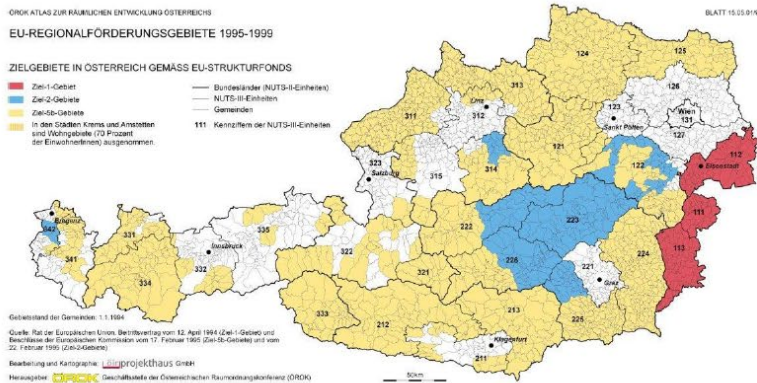 ÖROK ATLAS ZUR RÄUMLICHEN ENTWICKLUNG ÖSTERREICHS
BLATT 15.05.01/
EU-REGIONALFÖRDERUNGSGEBIETE 1995-1999
ZIELGEBIETE IN ÖSTERREICH GEMÄSS EU-STRUKTURFONDS
Ziel-1-Gebiet
Ziel-2-Gebiete
Ziel-5b-Gebiete
In den Städten Krems und Amstetten
sind Wohngebiete (70 Prozent
der EinwohnerInnen) ausgenommen.
Bundesländer (NUTS-II-Einheiten)
NUTS-III-Einheiten
Gemeinden
111 Kennziffern der NUTS-III-Einheiten
124
125
126
313
Linz
312
311
123
Sankt Pölten
Wien
131
127
121
112
Eisenstadt
122
323
Salzburg
315
314
111
Bregenz
342
341
331
334
Innsbruck
332
335
322
222
223
226
221
Graz
224
113
321
333
212
213
225
Klagenfurt
211
Gebietsstand der Gemeinden: 1.1.1994
Quelle: Rat der Europäischen Union, Beitrittsvertrag vom 12. April 1994 (Ziel-1-Gebiet) und
Beschlüsse der Europäischen Kommission vom 17. Februar 1995 (Ziel-5b-Gebiete) und vom
22. Februar 1995 (Ziel-2-Gebiete)
Bearbeitung und Kartographie: projekthaus GmbH
Herausgeber: ÖROK Geschäftsstelle der Österreichischen Raumordnungskonferenz (ÖROK)
50km